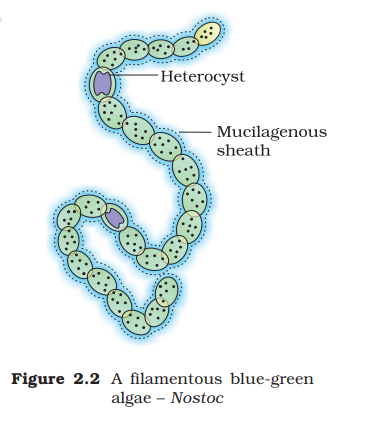 Heterocyst
Mucilagenous
sheath
Figure 2.2 A filamentous blue-green
algae – Nostoc